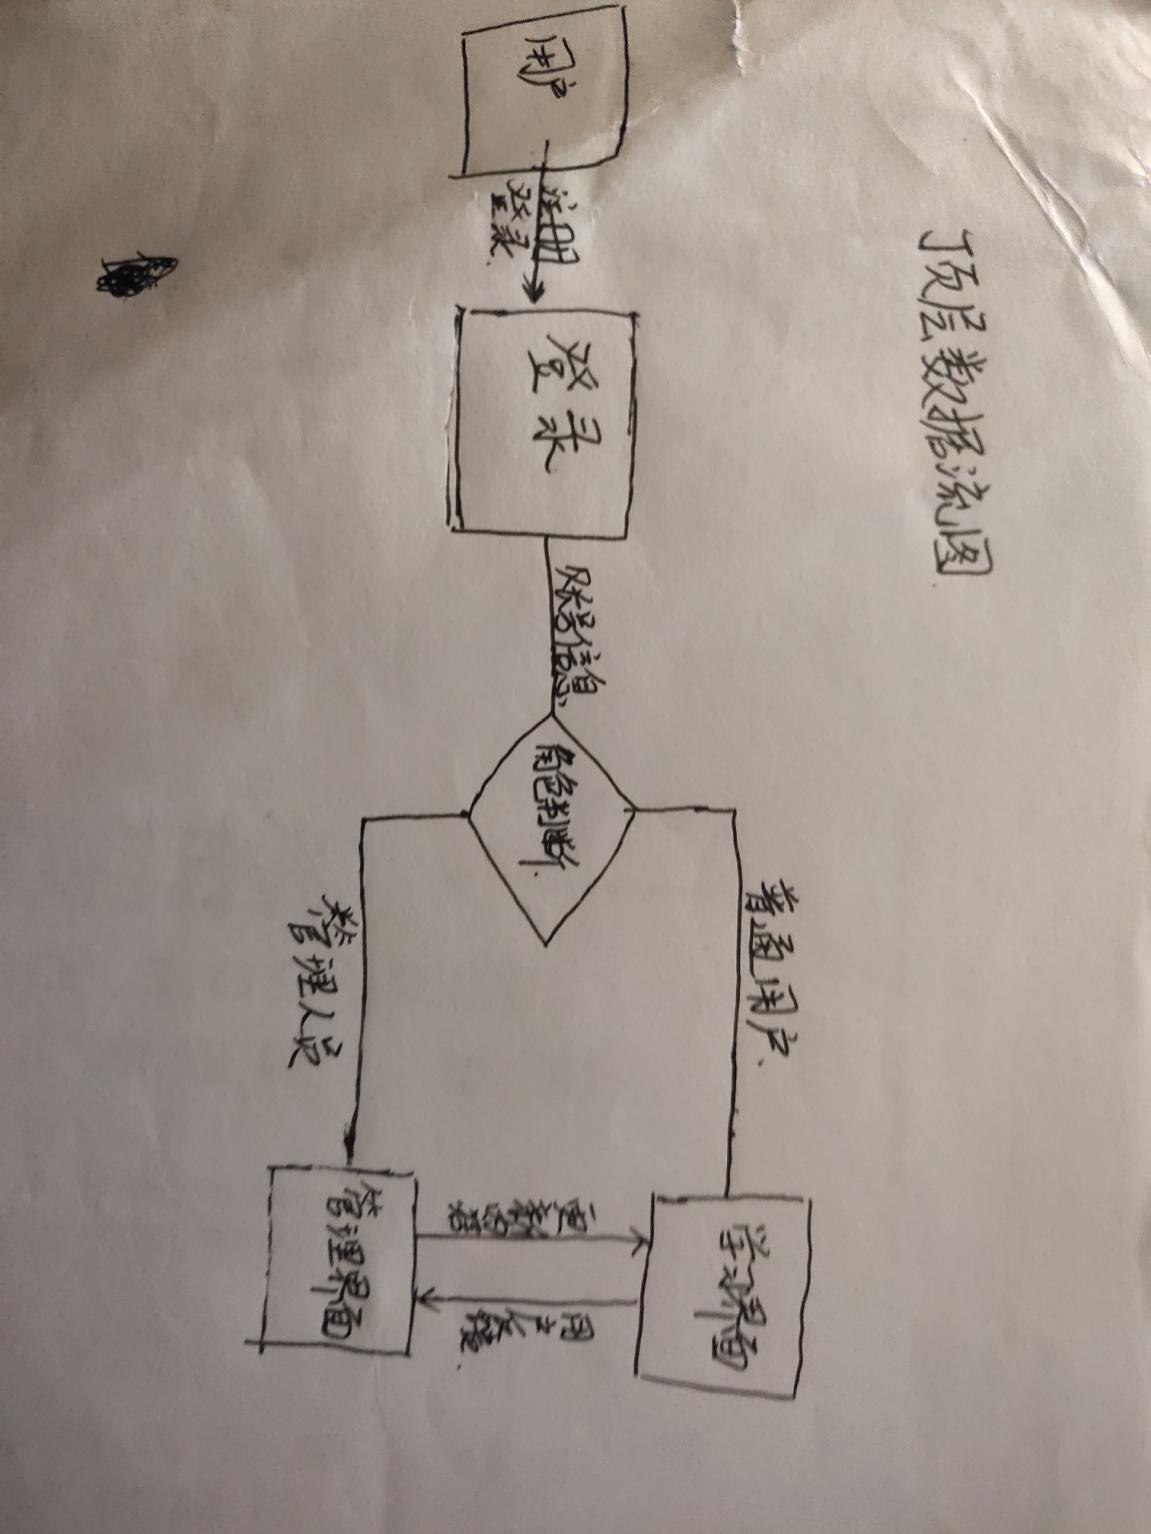 顶层数据流图
用户
注册
登录
登录
账号信息
角色判断
普通用户
管理人员
学习界面
管理界面
更新
数据
用户
反馈